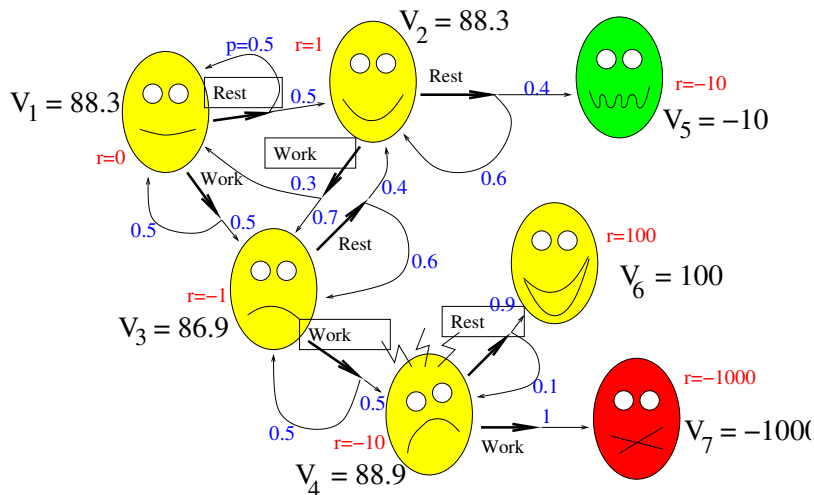 V2 = 88.3
p=0.5
r=1
Rest
Rest
0.5
0.4
r=−10
V1 = 88.3
V5 = −10
r=0
Work
Work
0.3
0.4
0.6
0.5
0.5
0.7
Rest
0.6
r=100
V6 = 100
r=−1
0.9
V3 = 86.9
Work
Rest
r=−1000
0.1
0.5
0.5
1
r=−10
Work
V7 = −1000
V4 = 88.9